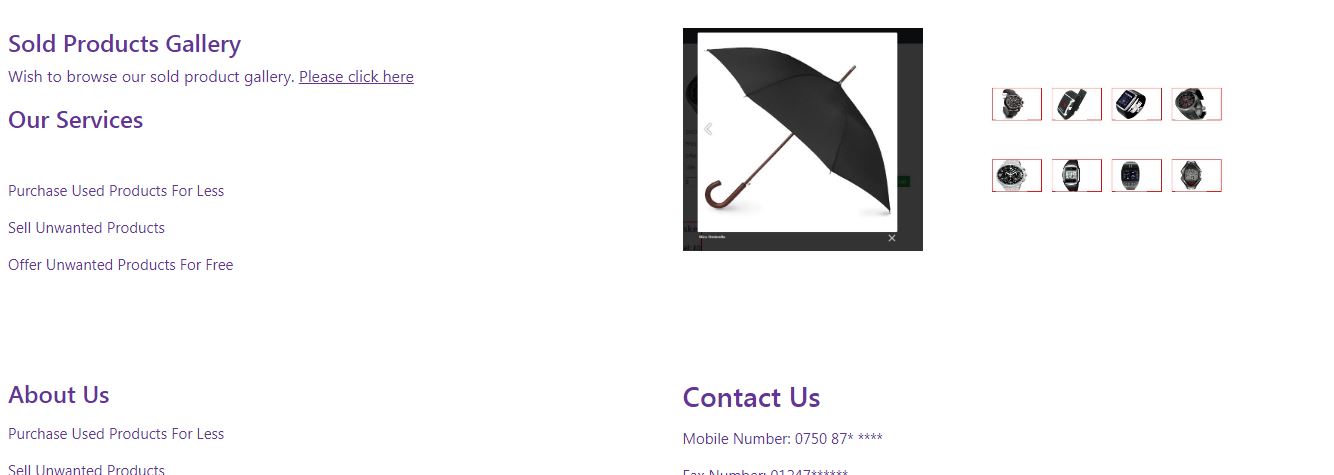 Sold Products Gallery
Wish to browse our sold product gallery. Please click here
Our Services
Purchase Used Products For Less
Sell Unwanted Products
Offer Unwanted Products For Free
About Us
Purchase Used Products For Less
Sell Unwanted Products
Contact Us
Mobile Number: 0750 87* ****
Fax Number: 01247******